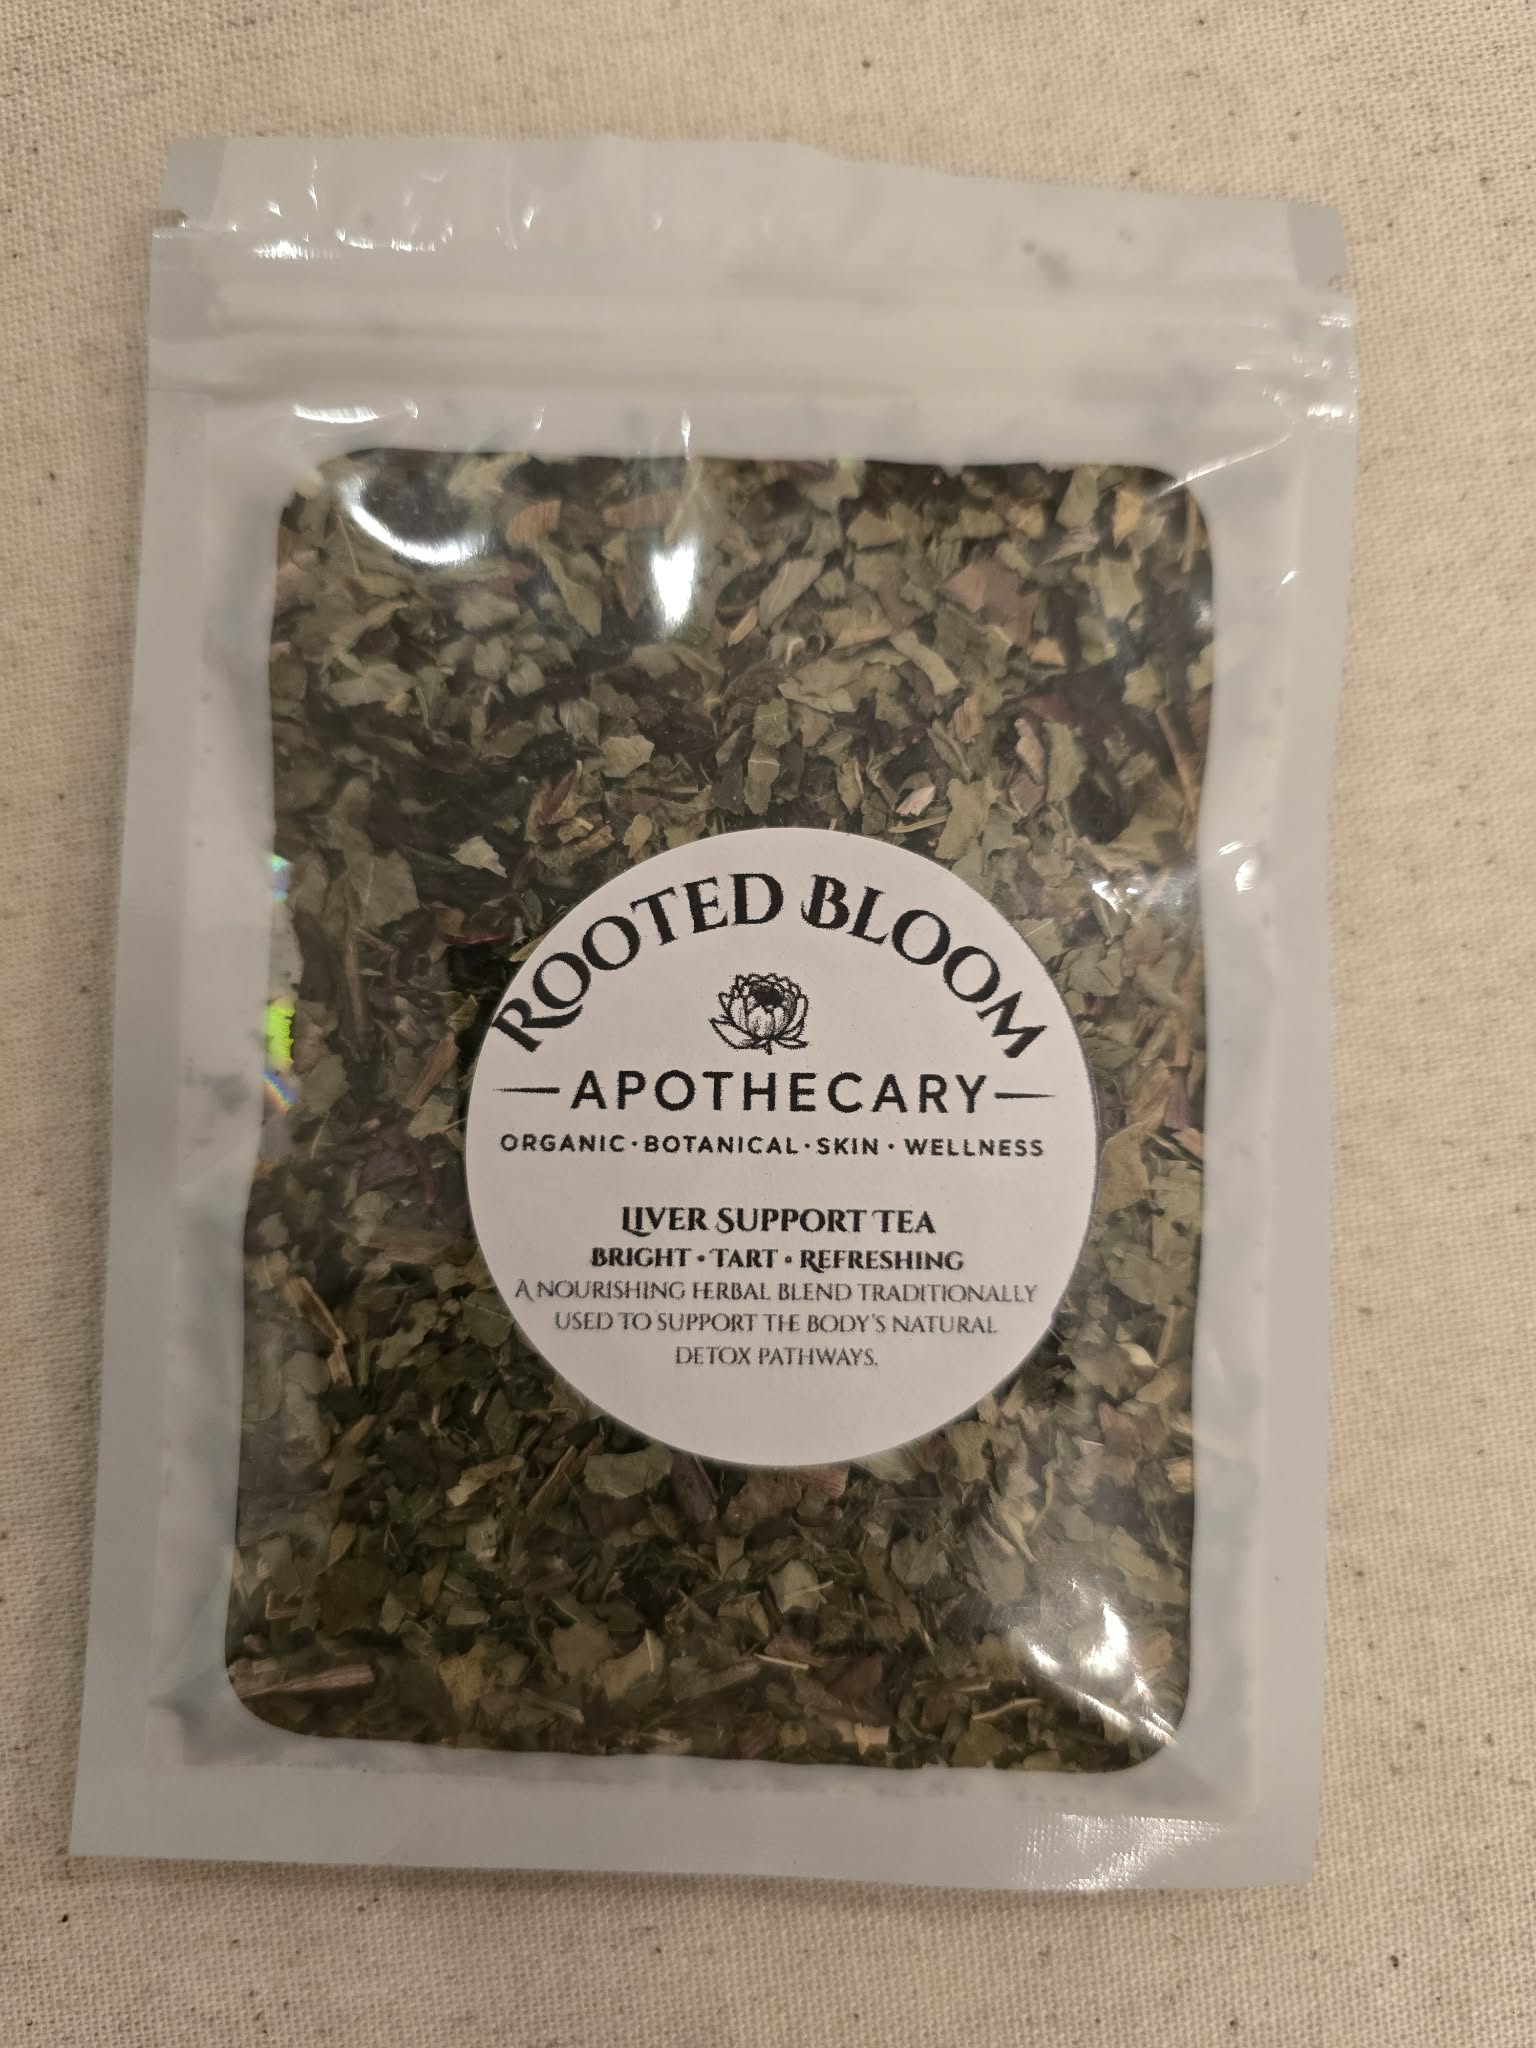 ROOTED BLOOM
APOTHECARY
ORGANIC · BOTANICAL · SKIN · WELLNESS
LIVER SUPPORT TEA
BRIGHT • TART • REFRESHING
A NOURISHING HERBAL BLEND TRADITIONALLY
USED TO SUPPORT THE BODY'S NATURAL
DETOX PATHWAYS.